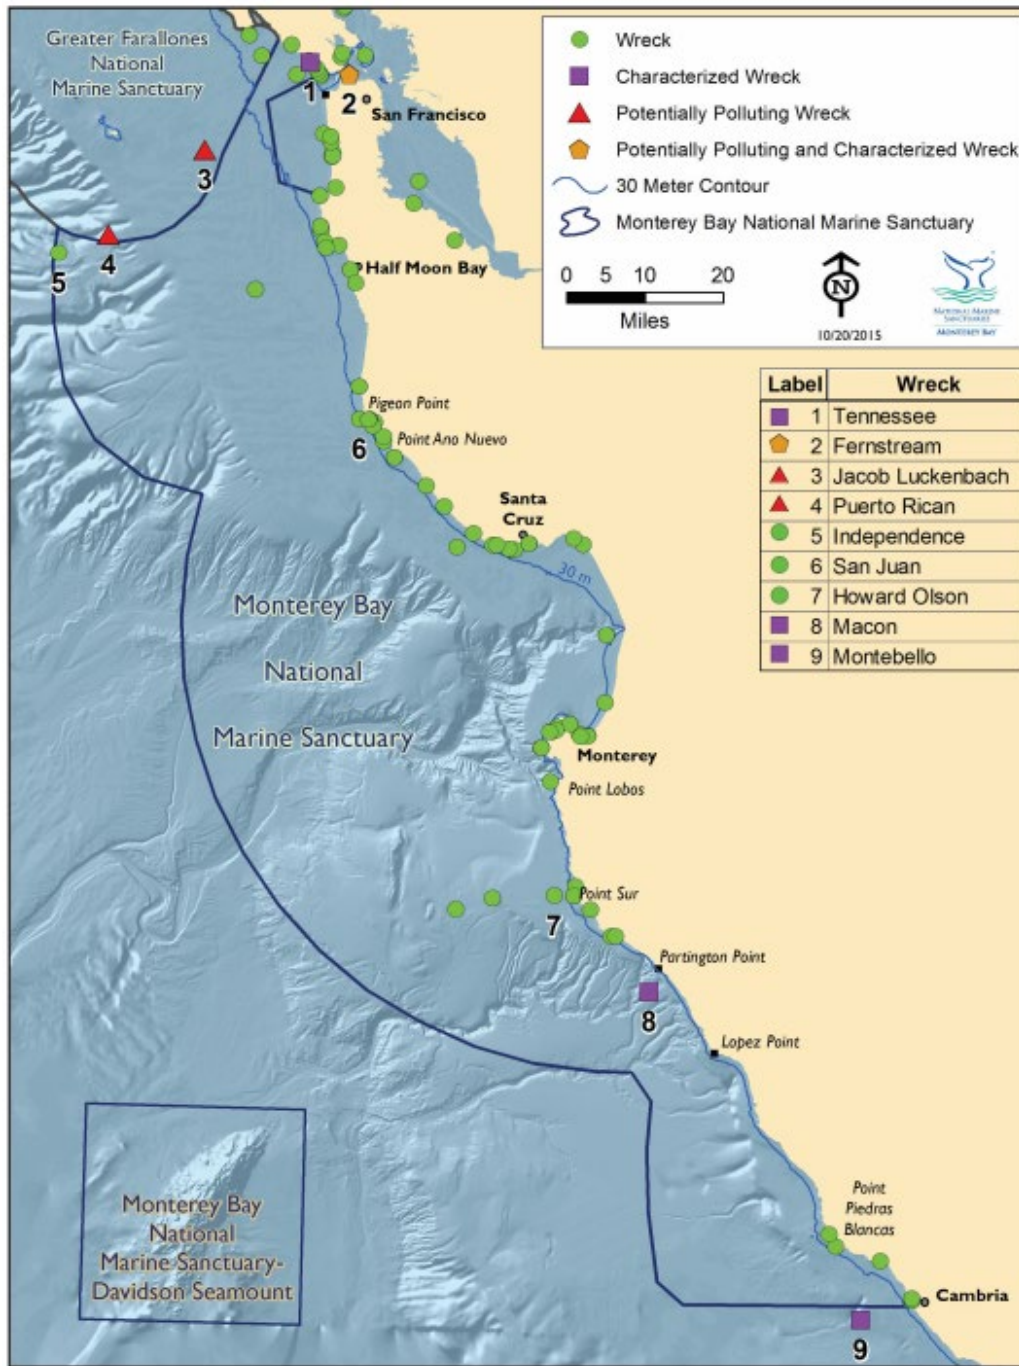 Greater Farallones
National
Marine Sanctuary
1
2
San Francisco
3
4
5
Half Moon Bay
Wreck
Characterized Wreck
Potentially Polluting Wreck
Potentially Polluting and Characterized Wreck
30 Meter Contour
Monterey Bay National Marine Sanctuary
0 5 10 20
Miles
N
10/20/2015
NATIONAL MARINE
SANCTUARIES
MONTEREY BAY
Label Wreck
1 Tennessee
2 Fernstream
3 Jacob Luckenbach
4 Puerto Rican
5 Independence
6 San Juan
7 Howard Olson
8 Macon
9 Montebello
Pigeon Point
6
Point Ano Nuevo
Santa
Cruz
30 m
Monterey Bay
National
Marine Sanctuary
Monterey
Point Lobos
Point Sur
7
Partington Point
8
Lopez Point
Monterey Bay
National
Marine Sanctuary-
Davidson Seamount
Point
Piedras
Blancas
Cambria
9